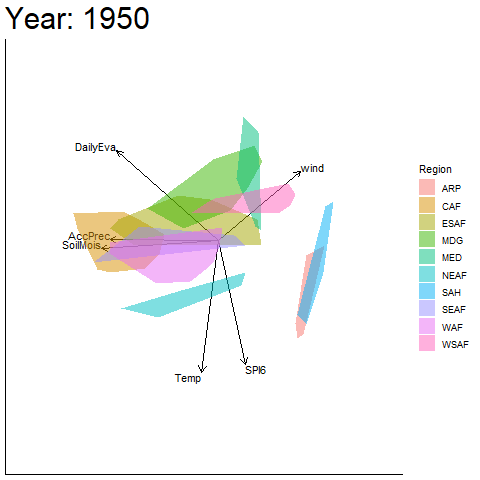 Year: 1950
DailyEva
wind
AccPrec
SoilMois
Temp
SPI6
Region
ARP
CAF
ESAF
MDG
MED
NEAF
SAH
SEAF
WAF
WSAF